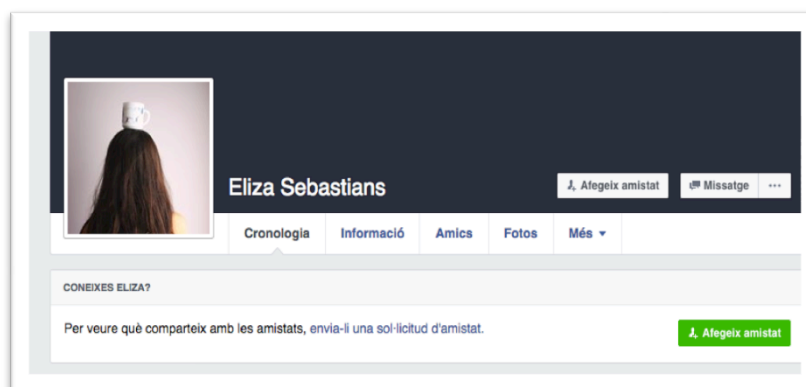 Eliza Sebastians
Afegeix amistat
Missatge
Cronologia
Informació
Amics
Fotos
Més
CONEIXES ELIZA?
Per veure què comparteix amb les amistats, envia-li una sol·licitud d'amistat.
Afegeix amistat